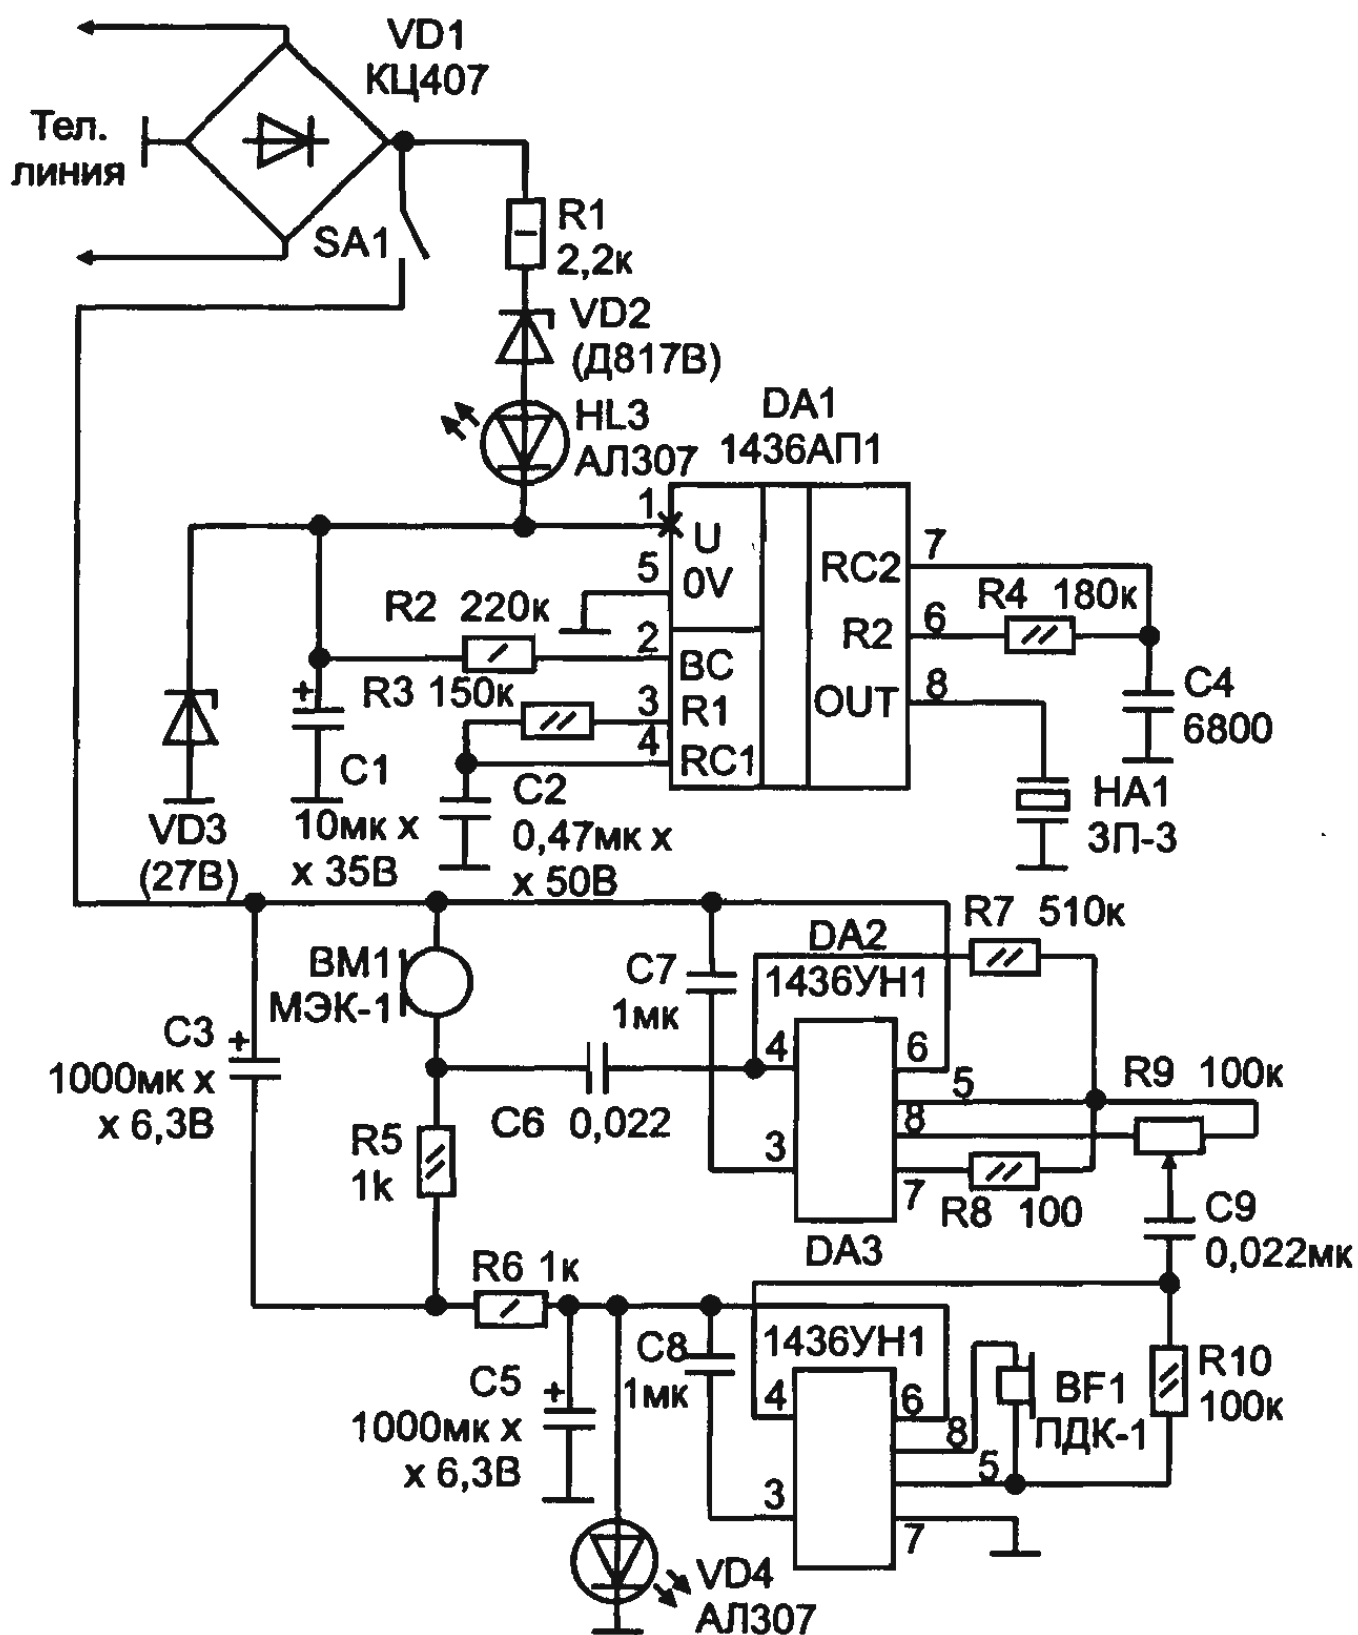 VD1
КЦ407
Тел.
линия
SA1
R1
2,2к
VD2
(Д817В)
HL3
АЛ307
DA1
1436АП1
1
U
5
0V
R2 220к
2
BC
R3 150к
3
R1
4
RC1
RC2
7
R4 180к
R2
6
OUT
8
C4
6800
C1
10мк х
х 35В
C2
0,47мк х
х 50В
HA1
ЗП-3
VD3
(27В)
R7 510к
DA2
1436УН1
BM1
МЭК-1
C7
1мк
C3
+
+
1000мк х
х 6,3В
4
6
5
8
R9 100к
C6 0,022
3
R5
1k
7
R8 100
C9
0,022мк
DA3
R6 1к
1436УН1
C8
1мк
C5
+
1000мк х
х 6,3В
4
6
8
5
BF1
ПДК-1
R10
100к
3
7
VD4
АЛ307